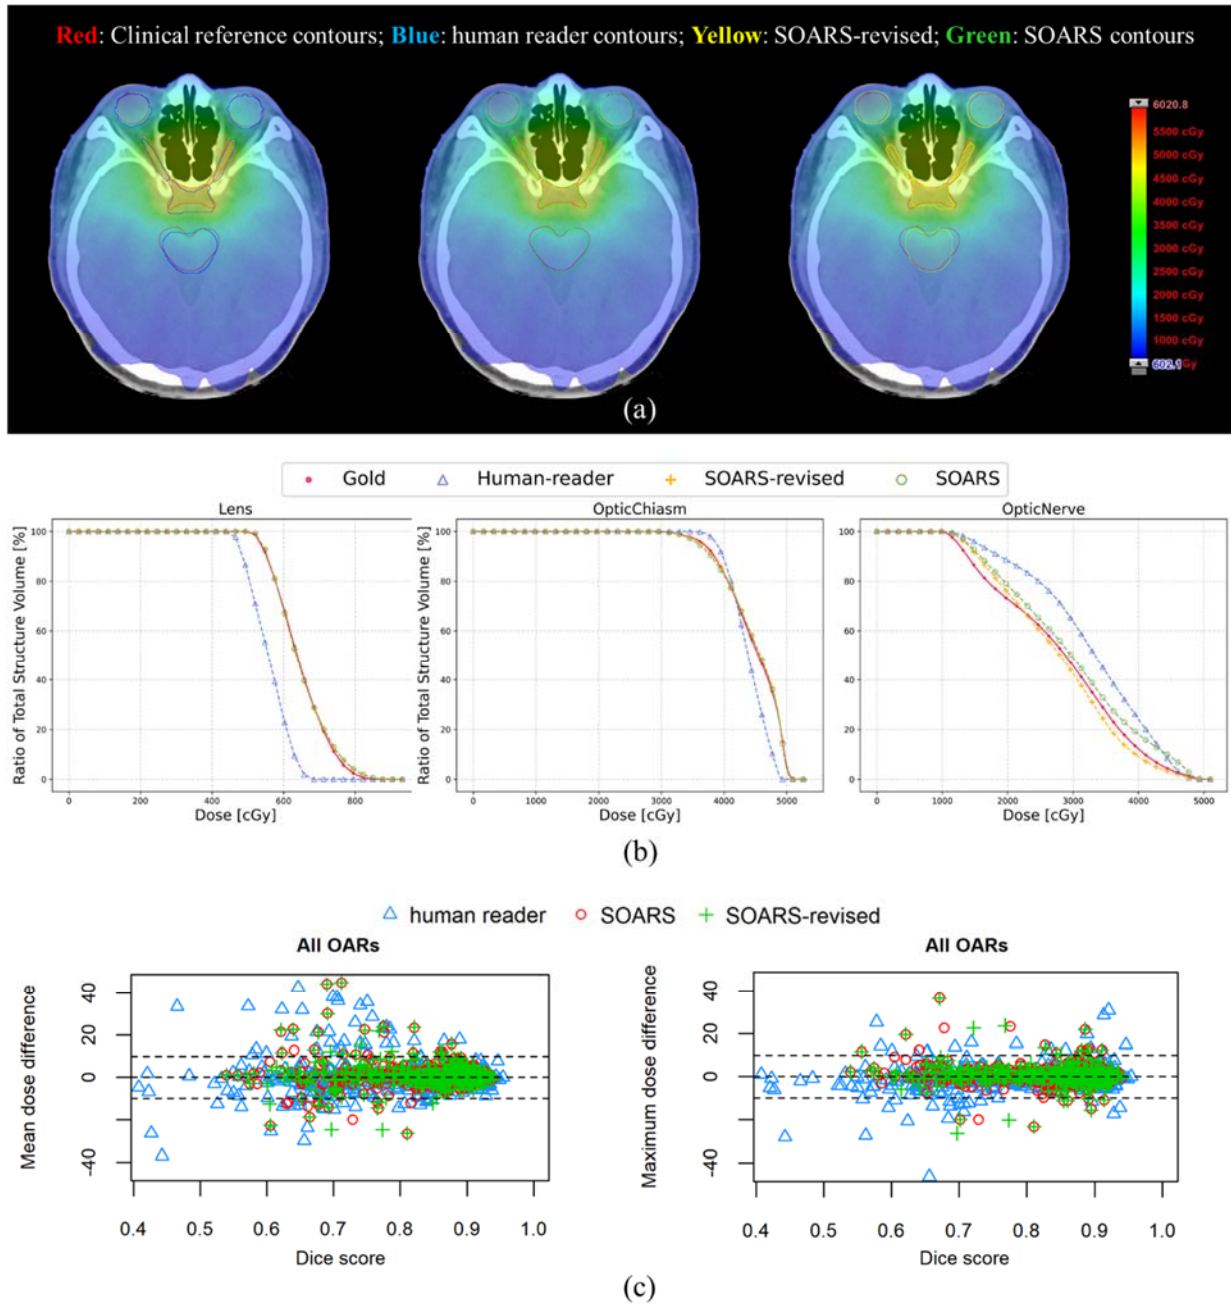 Red: Clinical reference contours; Blue: human reader contours; Yellow: SOARS-revised; Green: SOARS contours
6020.8
5500 cGy
5000 cGy
4500 cGy
4000 cGy
3500 cGy
3000 cGy
2500 cGy
2000 cGy
1500 cGy
1000 cGy
602.1Gy
(a)
Gold Human-reader SOARS-revised SOARS
Lens OpticChiasm OpticNerve
Ratio of Total Structure Volume [%]
100
80
60
40
20
0
0 200 400 600 800
Dose [cGy]
Ratio of Total Structure Volume [%]
100
80
60
40
20
0
0 1000 2000 3000 4000 5000
Dose [cGy]
100
80
60
40
20
0
0 1000 2000 3000 4000 5000
Dose [cGy]
(b)
human reader SOARS SOARS-revised
All OARs All OARs
Mean dose difference
40
20
0
-20
-40
0.4 0.5 0.6 0.7 0.8 0.9 1.0
Dice score
Maximum dose difference
40
20
0
-20
-40
0.4 0.5 0.6 0.7 0.8 0.9 1.0
Dice score
(c)